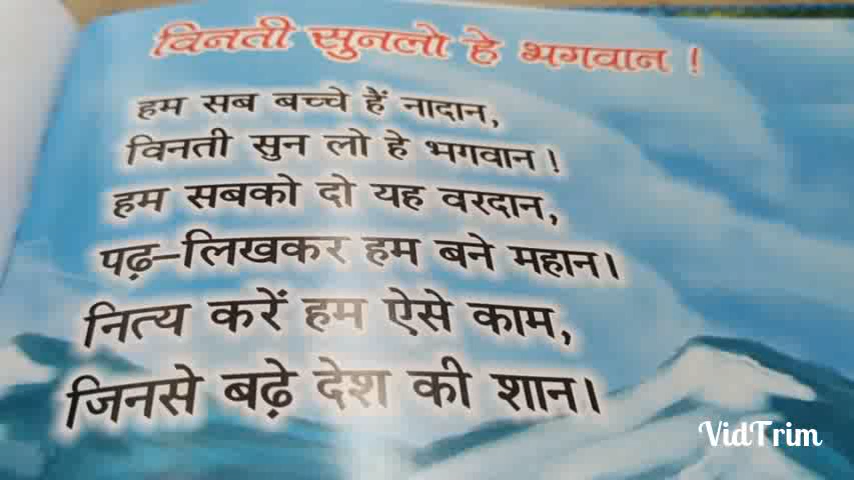 विनती सुनलो हे भगवान !
हम सब बच्चे हैं नादान,
विनती सुन लो हे भगवान !
हम सबको दो यह वरदान,
पढ़–लिखकर हम बने महान।
नित्य करें हम ऐसे काम,
जिनसे बढ़े देश की शान।
VidTrim